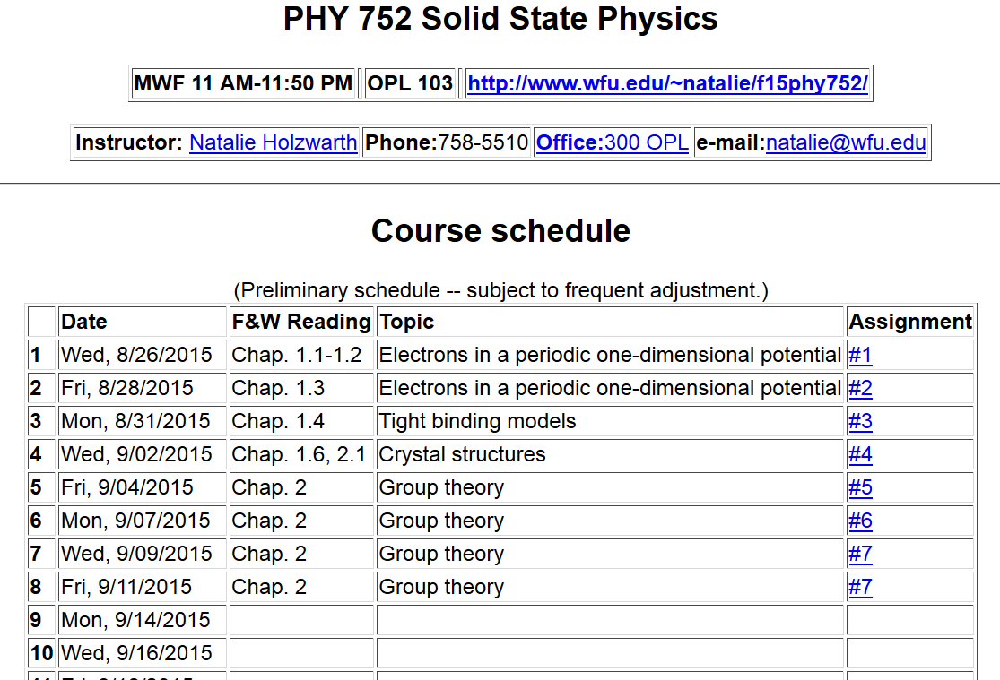 PHY 752 Solid State Physics
MWF 11 AM-11:50 PM OPL 103 http://www.wfu.edu/~natalie/f15phy752/
Instructor: Natalie Holzwarth Phone:758-5510 Office:300 OPL e-mail:natalie@wfu.edu
Course schedule
(Preliminary schedule -- subject to frequent adjustment.)
Date F&W Reading Topic Assignment
1 Wed, 8/26/2015 Chap. 1.1-1.2 Electrons in a periodic one-dimensional potential #1
2 Fri, 8/28/2015 Chap. 1.3 Electrons in a periodic one-dimensional potential #2
3 Mon, 8/31/2015 Chap. 1.4 Tight binding models #3
4 Wed, 9/02/2015 Chap. 1.6, 2.1 Crystal structures #4
5 Fri, 9/04/2015 Chap. 2 Group theory #5
6 Mon, 9/07/2015 Chap. 2 Group theory #6
7 Wed, 9/09/2015 Chap. 2 Group theory #7
8 Fri, 9/11/2015 Chap. 2 Group theory #7
9 Mon, 9/14/2015
10 Wed, 9/16/2015